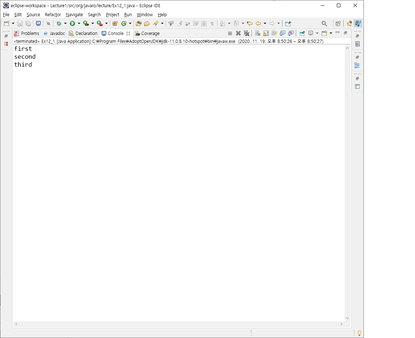 eclipse-workspace - Lecture1/src/org/javaro/lecture/Ex12_1.java - Eclipse IDE
File Edit Source Refactor Navigate Search Project Run Window Help
Problems Javadoc Declaration Console Coverage
<terminated> Ex12_1 [Java Application] C:\Program Files\AdoptOpenJDK\jdk-11.0.8.10-hotspot\bin\javaw.exe (2020. 11. 19. 오후 8:50:26 – 오후 8:50:27)
first
second
third